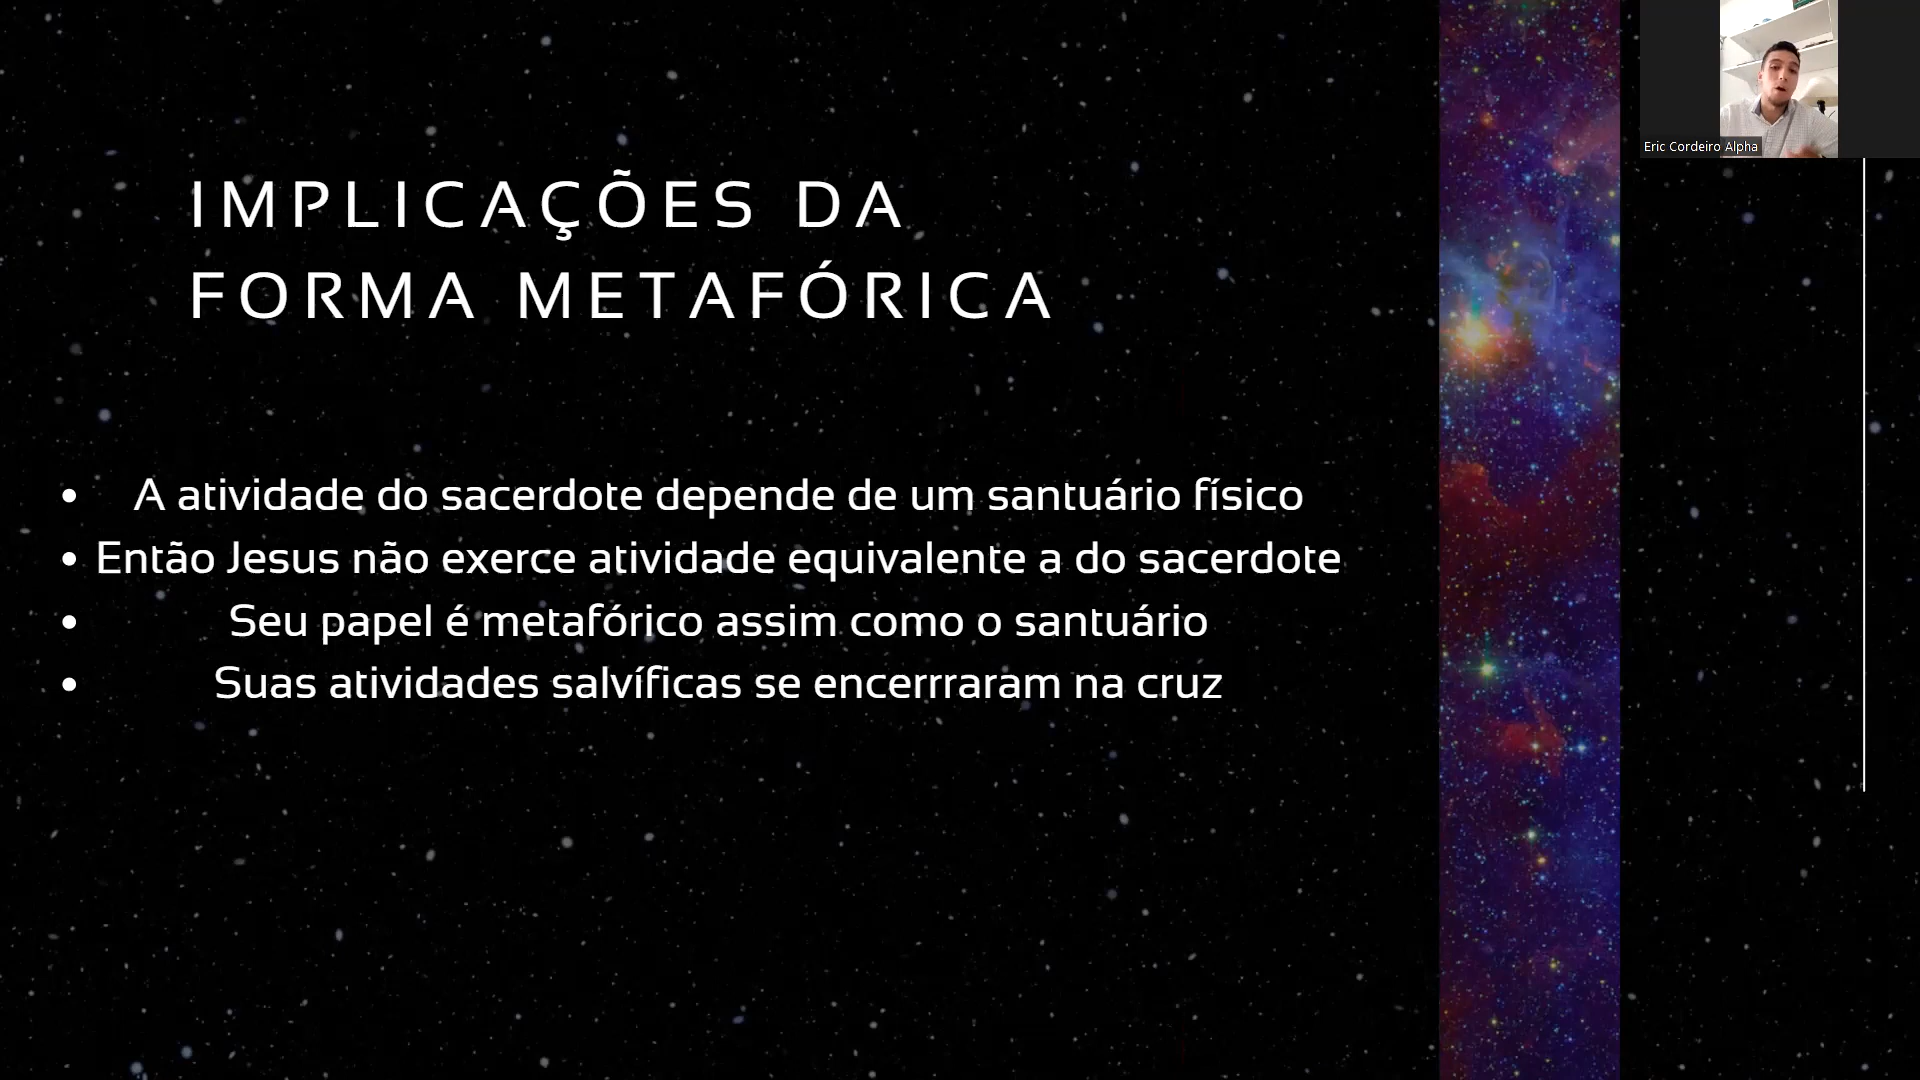 IMPLICAÇÕES DA
FORMA METAFÓRICA
• A atividade do sacerdote depende de um santuário físico
• Então Jesus não exerce atividade equivalente a do sacerdote
• Seu papel é metafórico assim como o santuário
• Suas atividades salvíficas se encerrraram na cruz
Eric Cordeiro Alpha